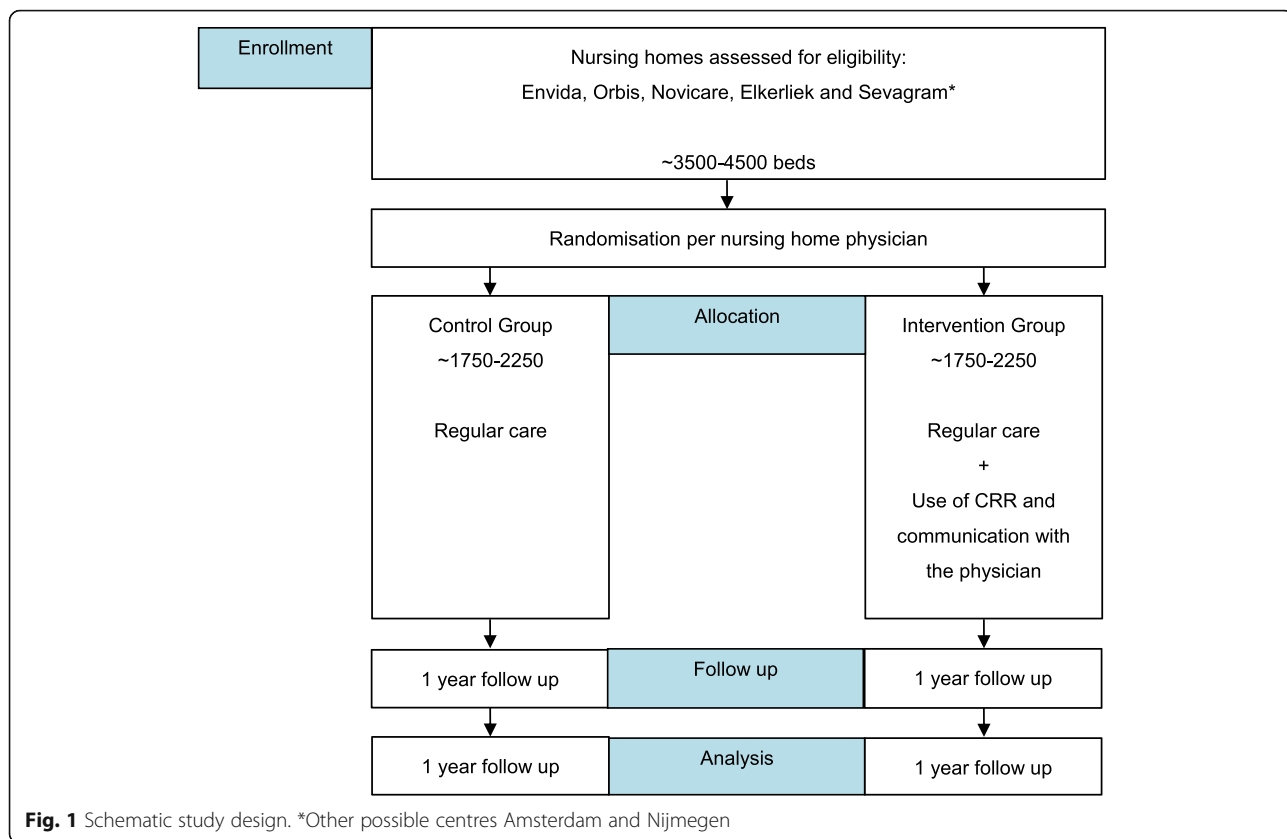 Enrollment
Nursing homes assessed for eligibility:
Envida, Orbis, Novicare, Elkerliek and Sevagram*
~3500-4500 beds
Randomisation per nursing home physician
Control Group
~1750-2250
Regular care
Allocation
Intervention Group
~1750-2250
Regular care
+
Use of CRR and
communication with
the physician
1 year follow up
Follow up
1 year follow up
1 year follow up
Analysis
1 year follow up
Fig. 1 Schematic study design. *Other possible centres Amsterdam and Nijmegen